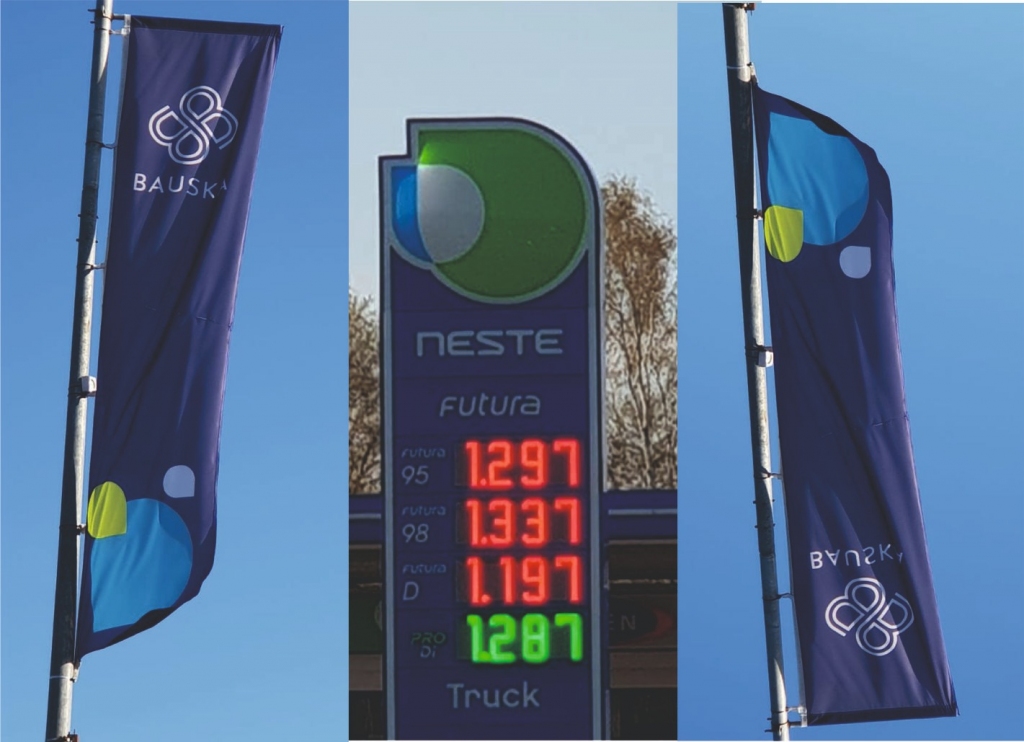 BAUSKA
NESTE
Futura
Futura
95 1.297
Futura
98 1.337
Futura
D 1.197
PRO
Di 1.287
Truck
BAUSKA